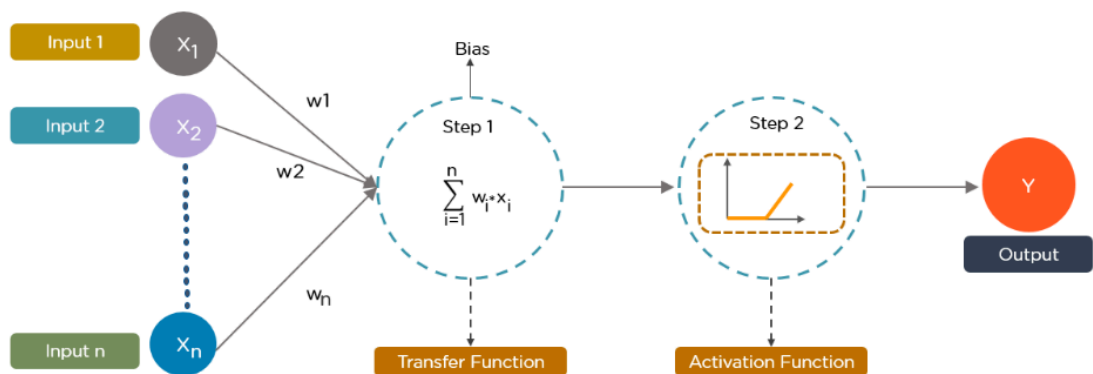 Input 1
X1
w1
Input 2
X2
w2
Input n
Xn
wn
Bias
Step 1
n
∑ wi*xi
i=1
Transfer Function
Step 2
Activation Function
Y
Output